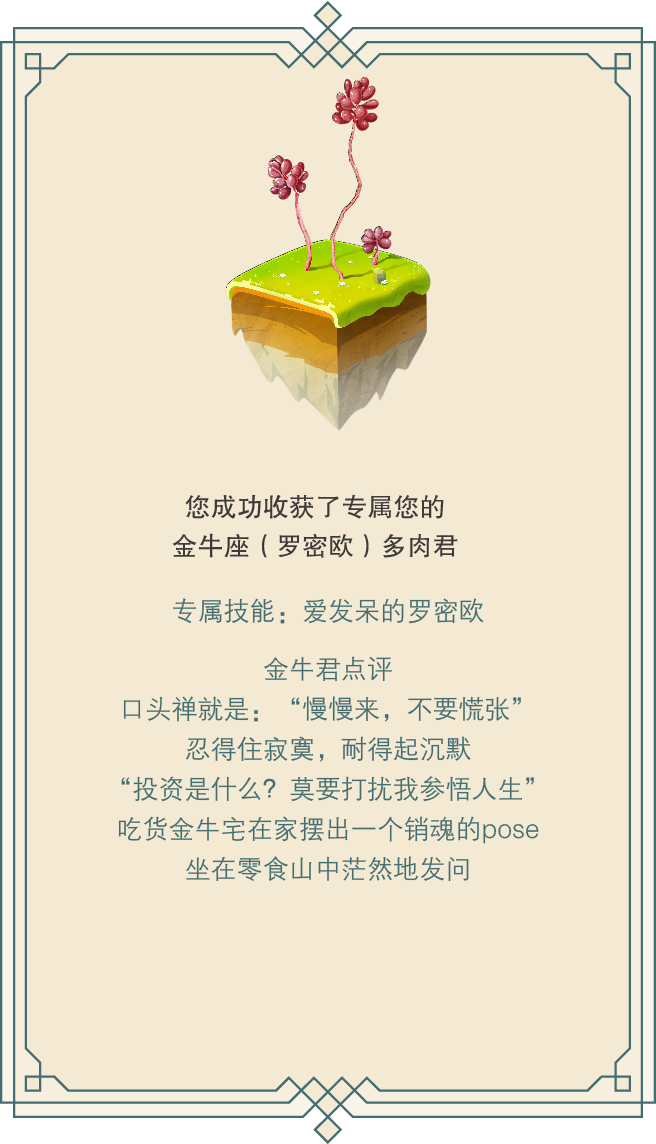 您成功收获了专属您的
金牛座（罗密欧）多肉君
专属技能：爱发呆的罗密欧
金牛君点评
口头禅就是：“慢慢来，不要慌张”
忍得住寂寞，耐得起沉默
“投资是什么？莫要打扰我参悟人生”
吃货金牛宅在家摆出一个销魂的pose
坐在零食山中茫然地发问